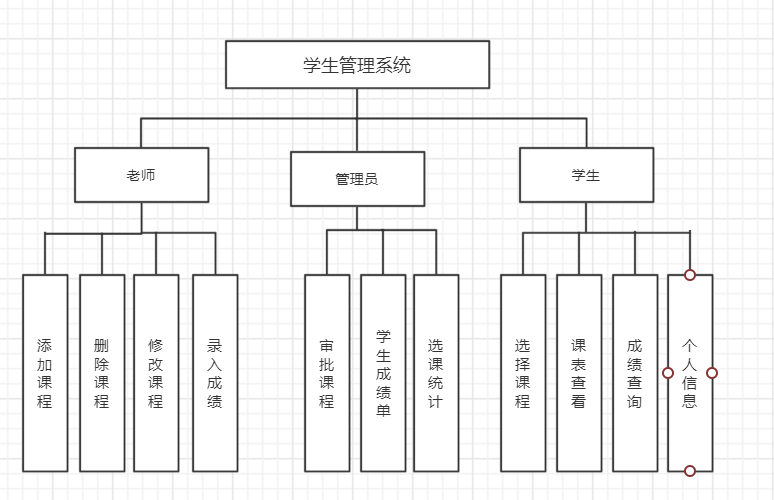 学生管理系统
老师
管理员
学生
添加课程
删除课程
修改课程
录入成绩
审批课程
学生成绩单
选课统计
选择课程
课表查看
成绩查询
个人信息